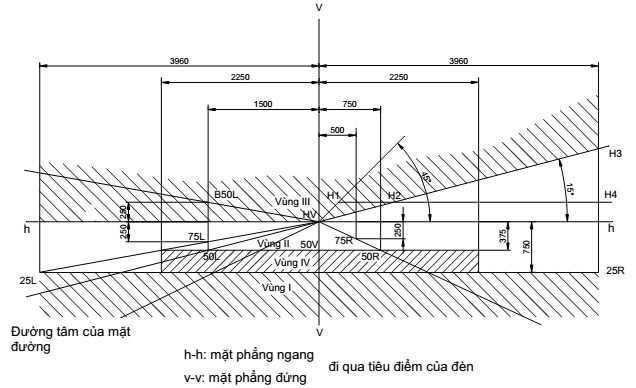 V
3960
3960
2250
2250
1500
750
500
H3
45°
15°
B50L
Vùng III
H1
H2
H4
250
HV
h
h
250
75L
Vùng II
50V
75R
250
375
750
50L
Vùng IV
50R
25L
Vùng I
25R
V
Đường tâm của mặt
đường
h-h: mặt phẳng ngang
đi qua tiêu điểm của đèn
v-v: mặt phẳng đứng